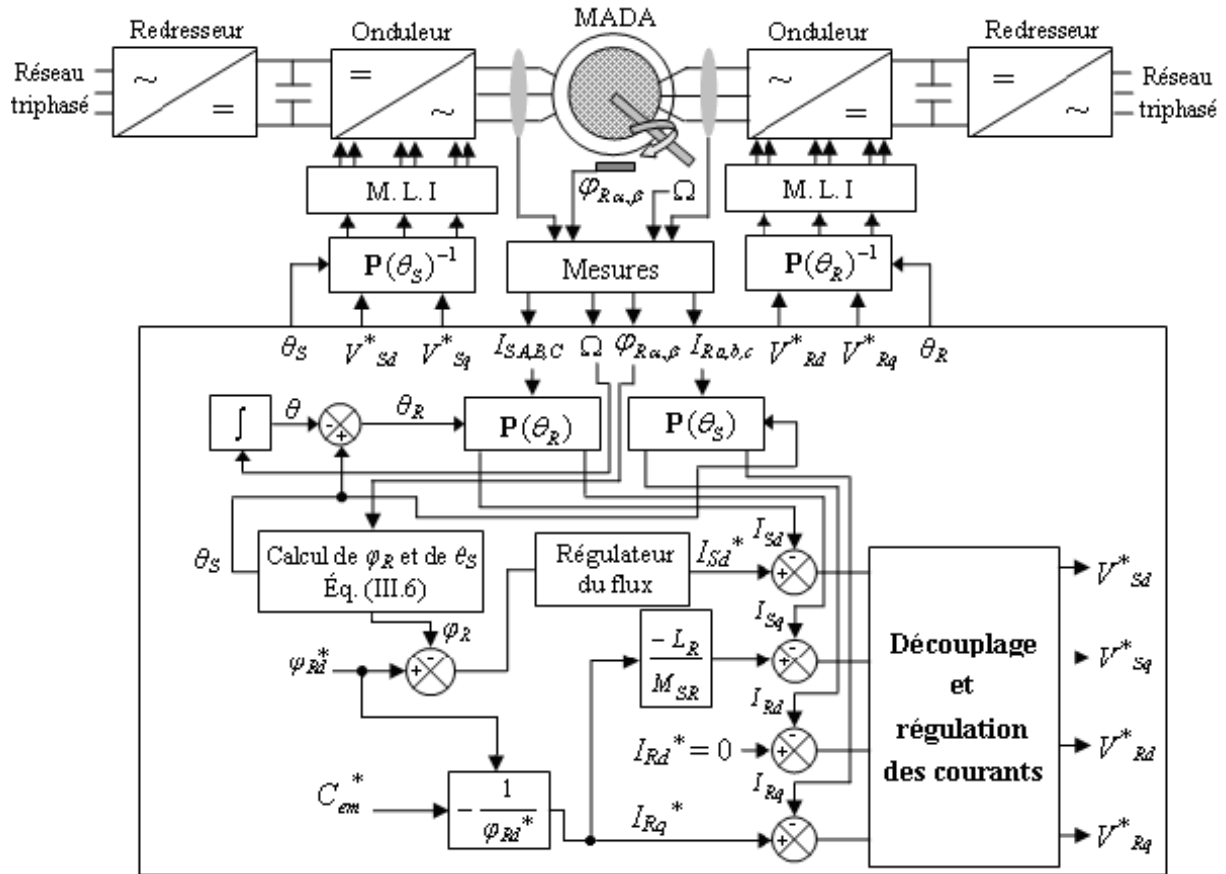 MADA
Redresseur
Onduleur
Onduleur
Redresseur
Réseau
triphasé
~
=
=
~
~
=
=
~
Réseau
triphasé
φRα,β
Ω
M. L. I
M. L. I
P(θS)⁻¹
Mesures
P(θR)⁻¹
θS
V*Sd
V*Sq
ISA,B,C
Ω
φRα,β
IRa,b,c
V*Rd
V*Rq
θR
∫
θ
-
+
θR
P(θR)
P(θS)
θS
Calcul de φR et de θS
Éq. (III.6)
Régulateur
du flux
ISd*
ISd
-
+
V*Sd
φR
φRd*
+
-
-LR
MSR
ISq
-
+
Découplage
et
régulation
des courants
V*Sq
IRd
IRd* = 0
-
+
V*Rd
Cem*
- 1
φRd*
IRq*
IRq
-
+
V*Rq